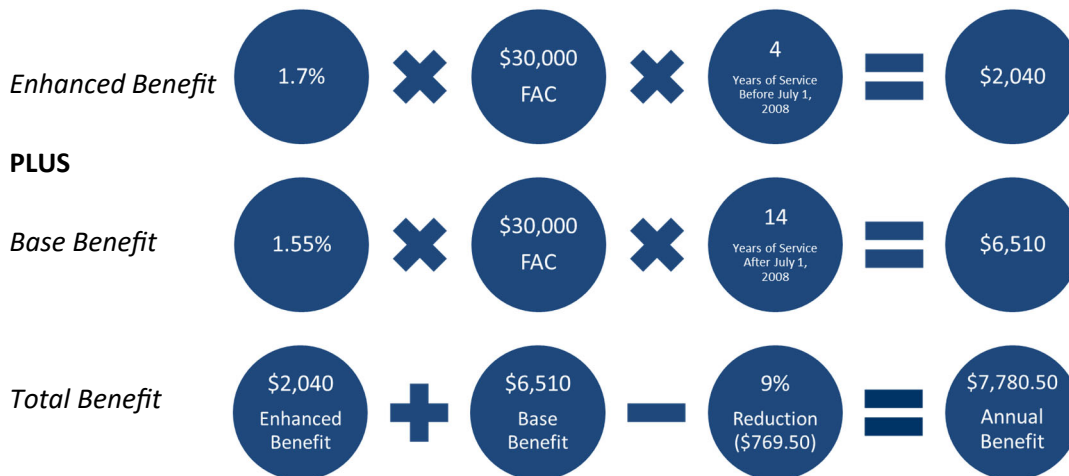 Enhanced Benefit
1.7%
$30,000
FAC
4
Years of Service
Before July 1,
2008
$2,040
PLUS
Base Benefit
1.55%
$30,000
FAC
14
Years of Service
After July 1,
2008
$6,510
Total Benefit
$2,040
Enhanced
Benefit
$6,510
Base
Benefit
9%
Reduction
($769.50)
$7,780.50
Annual
Benefit